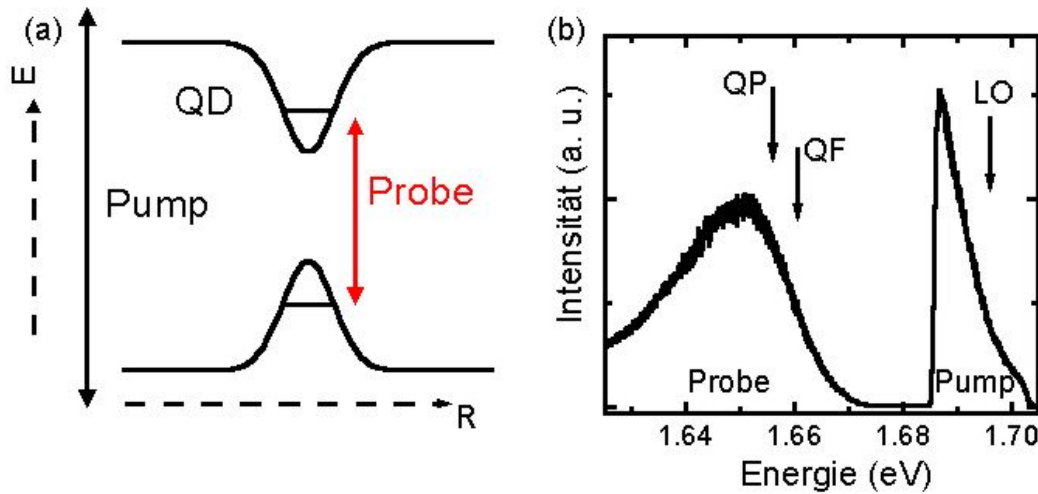 (a)
E
QD
Pump
Probe
R
(b)
QP
QF
LO
Intensität (a. u.)
Probe
Pump
1.64 1.66 1.68 1.70
Energie (eV)